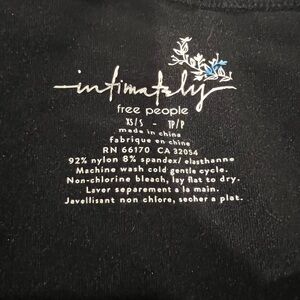 intimately
free people
XS/S - TP/P
made in china
fabrique en china
RN 66170 CA 32054
92% nylon 8% spandex/ elasthanne
Machine wash cold gentle cycle.
Non-chlorine bleach, lay flat to dry.
Laver separement a la main.
Javellisant non chlore, secher a plat.